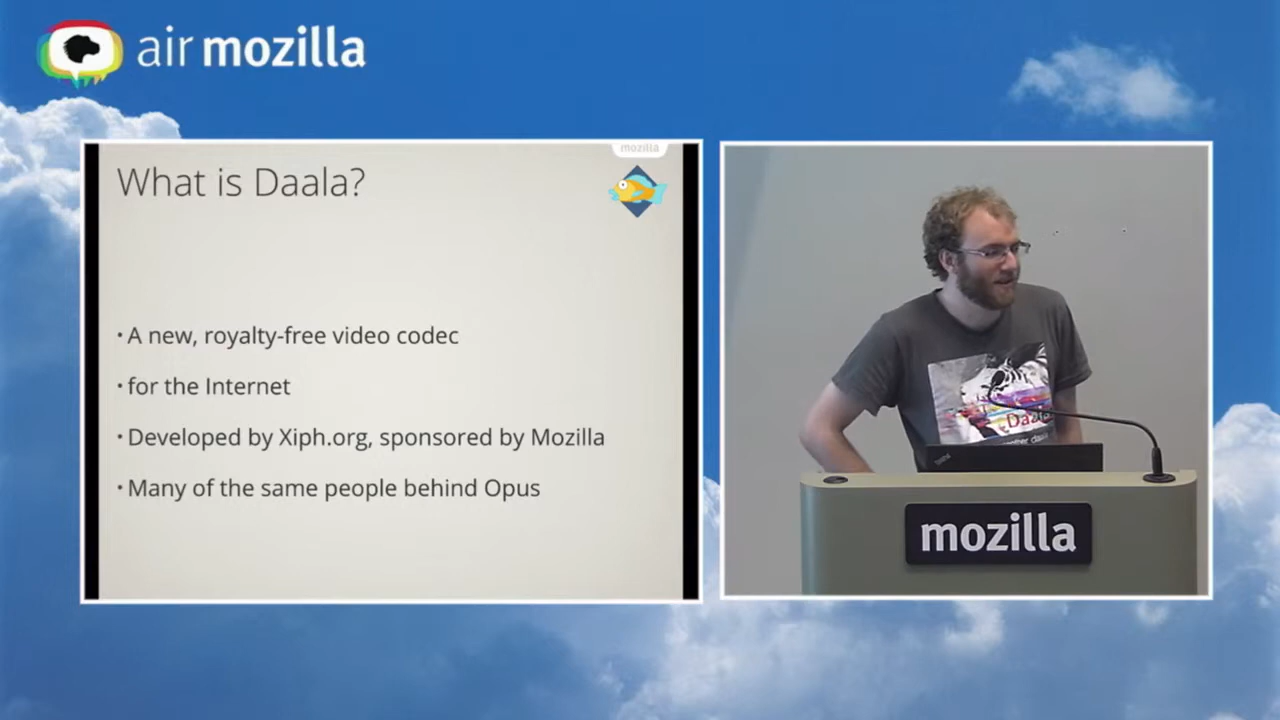 air mozilla
mozilla
What is Daala?
• A new, royalty-free video codec
• for the Internet
• Developed by Xiph.org, sponsored by Mozilla
• Many of the same people behind Opus
Daala
mozilla